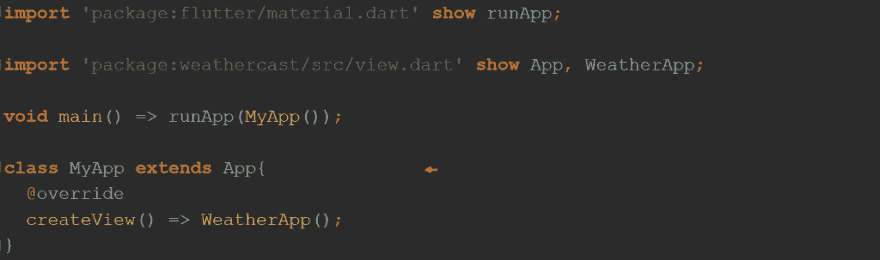 import 'package:flutter/material.dart' show runApp;
import 'package:weathercast/src/view.dart' show App, WeatherApp;
void main() => runApp(MyApp());
class MyApp extends App{
@override
createView() => WeatherApp();
}